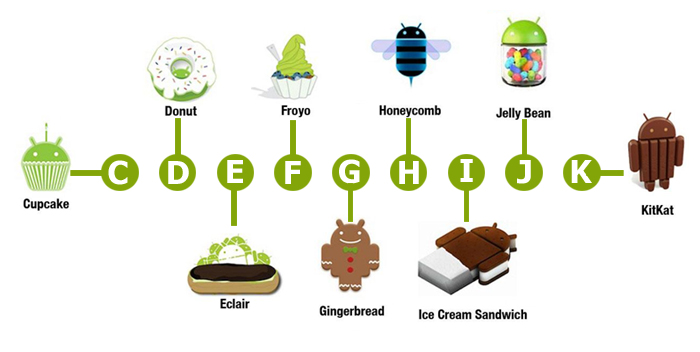 Donut
Froyo
Honeycomb
Jelly Bean
C D E F G H I J K
Cupcake
KitKat
Eclair
Gingerbread
Ice Cream Sandwich